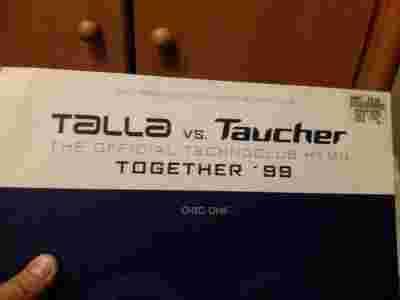 Talla vs. Taucher
THE OFFICIAL TECHNOCLUB HYMN
TOGETHER ´99
DISC ONE